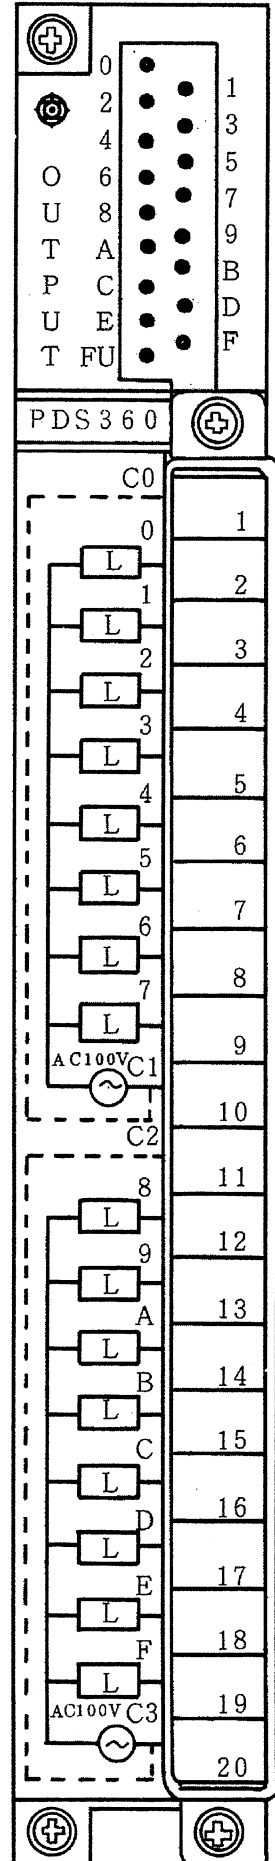 0
1
2
3
4
5
6
7
8
9
A
B
C
D
E
F
FU
OUTPUT
PDS360
C0
1
0
L
2
1
L
3
2
L
4
3
L
5
4
L
6
5
L
7
6
L
8
7
L
9
AC100V C1
10
C2
11
8
L
12
9
L
13
A
L
14
B
L
15
C
L
16
D
L
17
E
L
18
F
L
19
AC100V C3
20